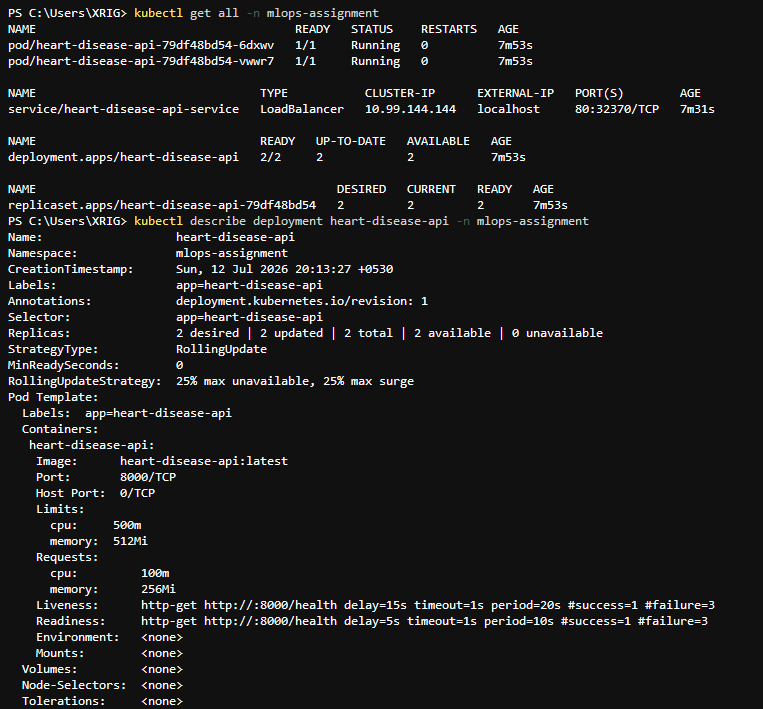 PS C:\Users\XRIG> kubectl get all -n mlops-assignment
NAME READY STATUS RESTARTS AGE
pod/heart-disease-api-79df48bd54-6dxwv 1/1 Running 0 7m53s
pod/heart-disease-api-79df48bd54-vwwr7 1/1 Running 0 7m53s
NAME TYPE CLUSTER-IP EXTERNAL-IP PORT(S) AGE
service/heart-disease-api-service LoadBalancer 10.99.144.144 localhost 80:32370/TCP 7m31s
NAME READY UP-TO-DATE AVAILABLE AGE
deployment.apps/heart-disease-api 2/2 2 2 7m53s
NAME DESIRED CURRENT READY AGE
replicaset.apps/heart-disease-api-79df48bd54 2 2 2 7m53s
PS C:\Users\XRIG> kubectl describe deployment heart-disease-api -n mlops-assignment
Name: heart-disease-api
Namespace: mlops-assignment
CreationTimestamp: Sun, 12 Jul 2026 20:13:27 +0530
Labels: app=heart-disease-api
Annotations: deployment.kubernetes.io/revision: 1
Selector: app=heart-disease-api
Replicas: 2 desired | 2 updated | 2 total | 2 available | 0 unavailable
StrategyType: RollingUpdate
MinReadySeconds: 0
RollingUpdateStrategy: 25% max unavailable, 25% max surge
Pod Template:
Labels: app=heart-disease-api
Containers:
heart-disease-api:
Image: heart-disease-api:latest
Port: 8000/TCP
Host Port: 0/TCP
Limits:
cpu: 500m
memory: 512Mi
Requests:
cpu: 100m
memory: 256Mi
Liveness: http-get http://:8000/health delay=15s timeout=1s period=20s #success=1 #failure=3
Readiness: http-get http://:8000/health delay=5s timeout=1s period=10s #success=1 #failure=3
Environment: <none>
Mounts: <none>
Volumes: <none>
Node-Selectors: <none>
Tolerations: <none>